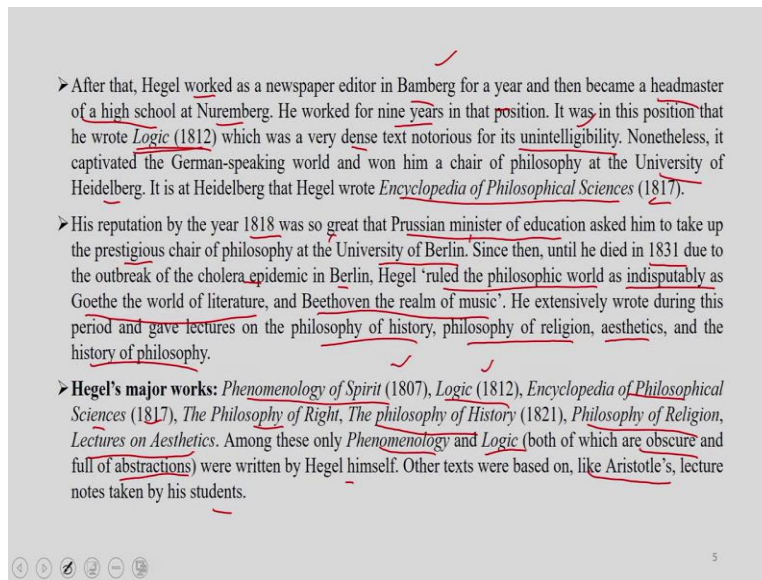 ➢After that, Hegel worked as a newspaper editor in Bamberg for a year and then became a headmaster
of a high school at Nuremberg. He worked for nine years in that position. It was in this position that
he wrote Logic (1812) which was a very dense text notorious for its unintelligibility. Nonetheless, it
captivated the German-speaking world and won him a chair of philosophy at the University of
Heidelberg. It is at Heidelberg that Hegel wrote Encyclopedia of Philosophical Sciences (1817).
➢His reputation by the year 1818 was so great that Prussian minister of education asked him to take up
the prestigious chair of philosophy at the University of Berlin. Since then, until he died in 1831 due to
the outbreak of the cholera epidemic in Berlin, Hegel ‘ruled the philosophic world as indisputably as
Goethe the world of literature, and Beethoven the realm of music’. He extensively wrote during this
period and gave lectures on the philosophy of history, philosophy of religion, aesthetics, and the
history of philosophy.
➢Hegel’s major works: Phenomenology of Spirit (1807), Logic (1812), Encyclopedia of Philosophical
Sciences (1817), The Philosophy of Right, The philosophy of History (1821), Philosophy of Religion,
Lectures on Aesthetics. Among these only Phenomenology and Logic (both of which are obscure and
full of abstractions) were written by Hegel himself. Other texts were based on, like Aristotle’s, lecture
notes taken by his students.
5